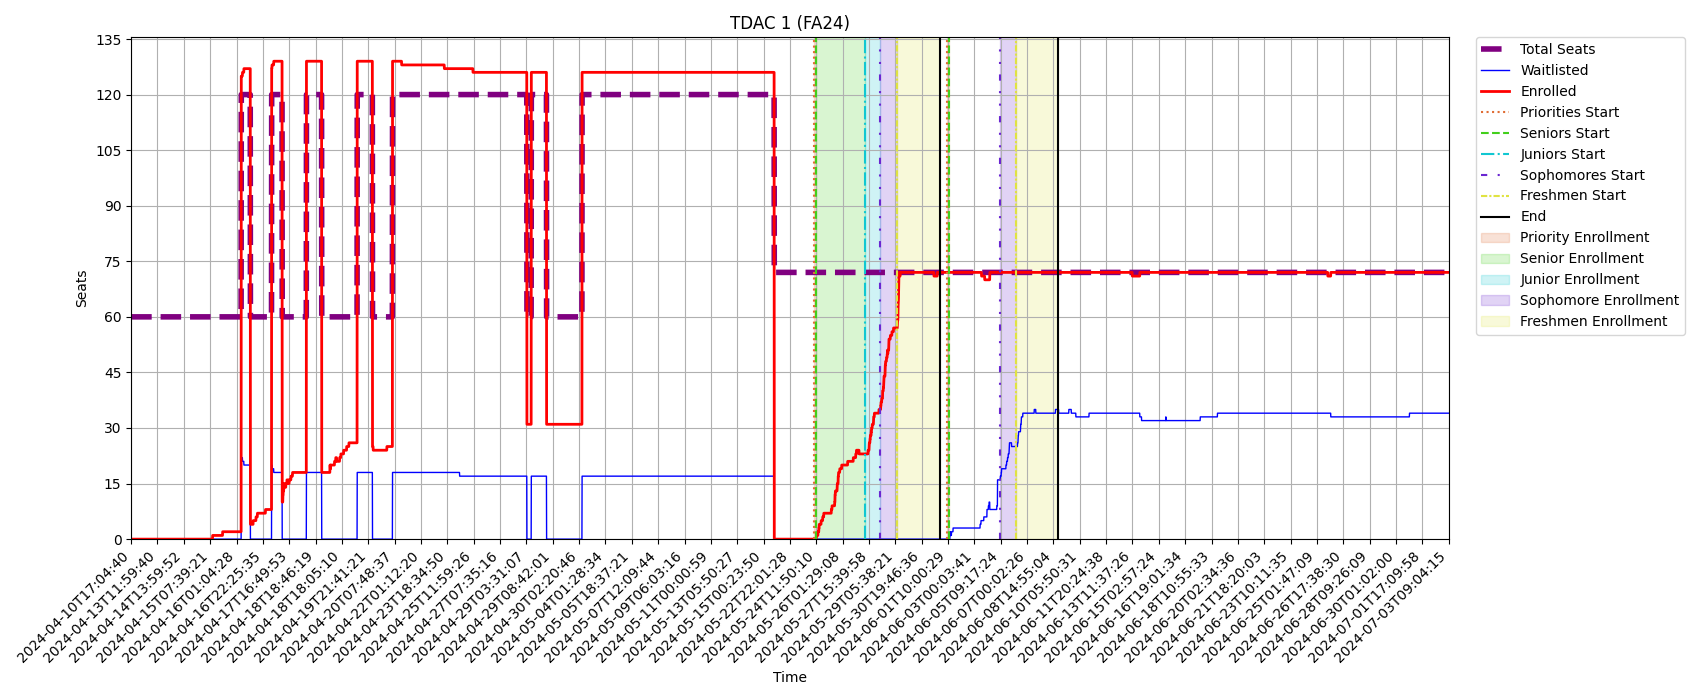 TDAC 1 (FA24)
Seats
135
120
105
90
75
60
45
30
15
0
2024-04-10T17:04:40
2024-04-13T11:59:40
2024-04-14T13:59:52
2024-04-15T07:39:21
2024-04-16T01:04:28
2024-04-16T22:25:35
2024-04-17T16:49:53
2024-04-18T18:46:19
2024-04-18T18:05:10
2024-04-19T21:41:21
2024-04-20T07:48:37
2024-04-22T01:12:20
2024-04-23T18:34:50
2024-04-25T11:59:26
2024-04-27T07:35:16
2024-04-29T03:31:07
2024-04-29T08:42:01
2024-04-30T02:20:46
2024-05-04T01:28:34
2024-05-05T18:37:21
2024-05-07T12:09:44
2024-05-09T06:03:16
2024-05-11T00:00:59
2024-05-13T05:50:27
2024-05-15T00:23:50
2024-05-22T22:01:28
2024-05-24T11:50:10
2024-05-26T01:29:08
2024-05-27T15:39:58
2024-05-29T05:38:21
2024-05-30T19:46:36
2024-06-01T10:00:29
2024-06-03T00:03:41
2024-06-05T09:17:24
2024-06-07T00:02:26
2024-06-08T14:55:04
2024-06-10T05:50:31
2024-06-11T20:24:38
2024-06-13T11:37:26
2024-06-15T02:57:24
2024-06-16T19:01:34
2024-06-18T10:55:33
2024-06-20T02:34:36
2024-06-21T18:20:03
2024-06-23T10:11:35
2024-06-25T01:47:09
2024-06-26T17:38:30
2024-06-28T09:26:09
2024-06-30T01:02:00
2024-07-01T17:09:58
2024-07-03T09:04:15
Time
Total Seats
Waitlisted
Enrolled
Priorities Start
Seniors Start
Juniors Start
Sophomores Start
Freshmen Start
End
Priority Enrollment
Senior Enrollment
Junior Enrollment
Sophomore Enrollment
Freshmen Enrollment